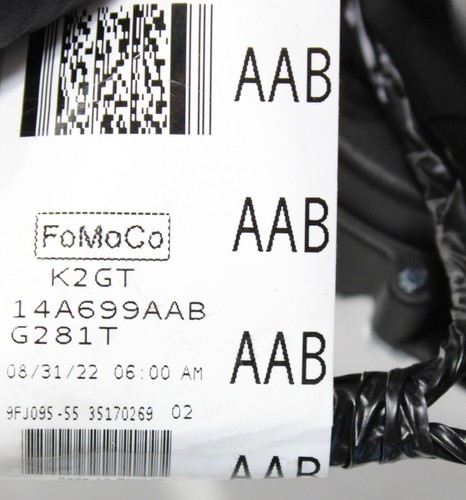 AAB
AAB
FoMoCo
K2GT
14A699AAB
G281T
AAB
08/31/22 06:00 AM
9FJ095-55 35170269 02
AAB